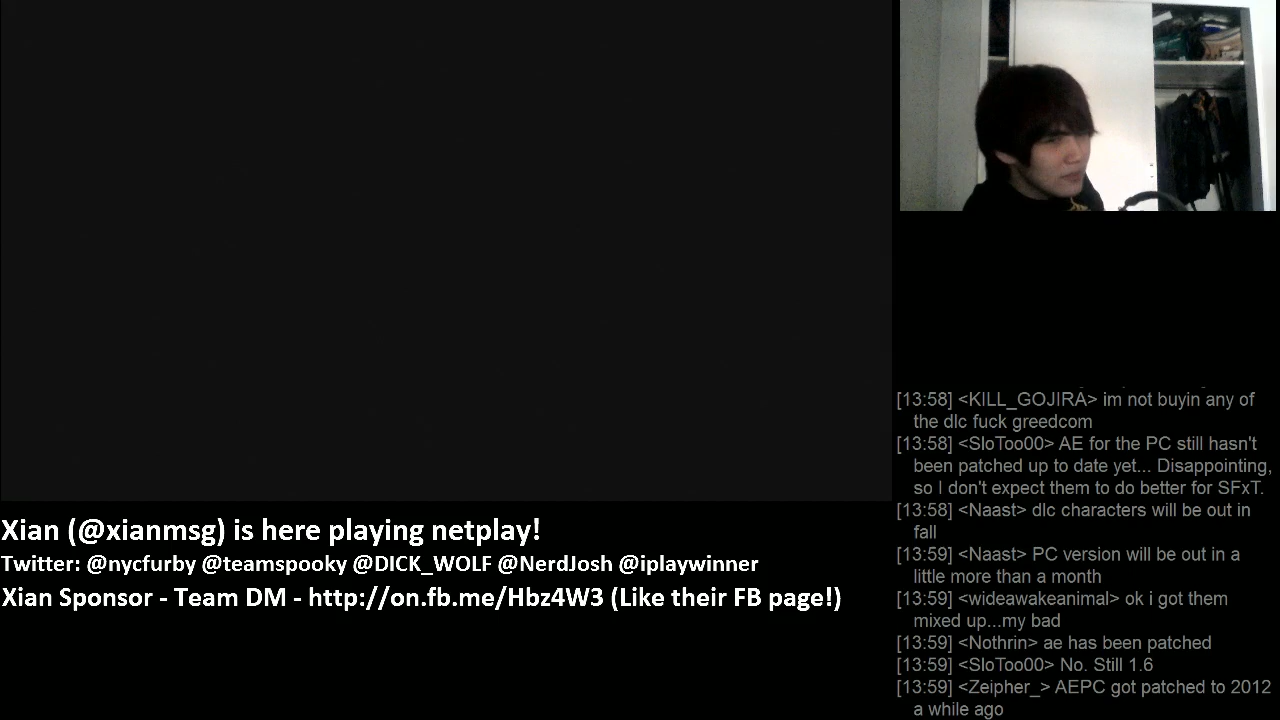 Xian (@xianmsg) is here playing netplay!
Twitter: @nycfurby @teamspooky @DICK_WOLF @NerdJosh @iplaywinner
Xian Sponsor - Team DM - http://on.fb.me/Hbz4W3 (Like their FB page!)
[13:58] <KILL_GOJIRA> im not buyin any of
the dlc fuck greedcom
[13:58] <SloToo00> AE for the PC still hasn't
been patched up to date yet... Disappointing,
so I don't expect them to do better for SFxT.
[13:58] <Naast> dlc characters will be out in
fall
[13:59] <Naast> PC version will be out in a
little more than a month
[13:59] <wideawakeanimal> ok i got them
mixed up...my bad
[13:59] <Nothrin> ae has been patched
[13:59] <SloToo00> No. Still 1.6
[13:59] <Zeipher_> AEPC got patched to 2012
a while ago